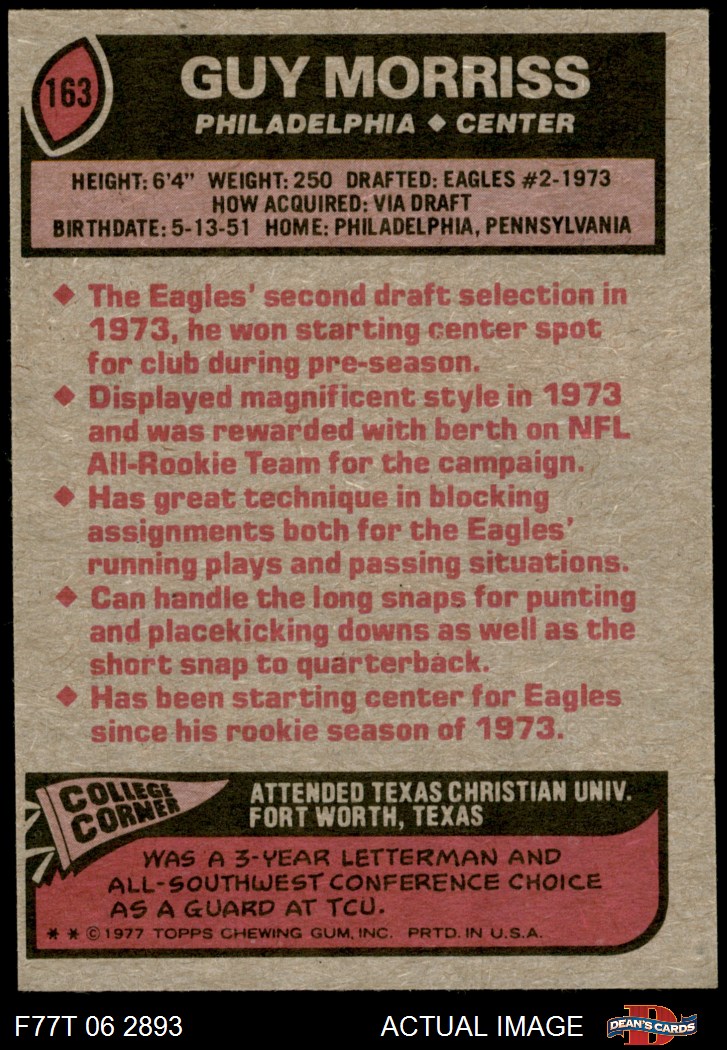 163
GUY MORRISS
PHILADELPHIA ◆ CENTER
HEIGHT: 6'4" WEIGHT: 250 DRAFTED: EAGLES #2-1973
HOW ACQUIRED: VIA DRAFT
BIRTHDATE: 5-13-51 HOME: PHILADELPHIA, PENNSYLVANIA
◆ The Eagles' second draft selection in
1973, he won starting center spot
for club during pre-season.
◆ Displayed magnificent style in 1973
and was rewarded with berth on NFL
All-Rookie Team for the campaign.
◆ Has great technique in blocking
assignments both for the Eagles'
running plays and passing situations.
◆ Can handle the long snaps for punting
and placekicking downs as well as the
short snap to quarterback.
◆ Has been starting center for Eagles
since his rookie season of 1973.
COLLEGE
CORNER
ATTENDED TEXAS CHRISTIAN UNIV.
FORT WORTH, TEXAS
WAS A 3-YEAR LETTERMAN AND
ALL-SOUTHWEST CONFERENCE CHOICE
AS A GUARD AT TCU.
* * © 1977 TOPPS CHEWING GUM, INC. PRTD. IN U.S.A.
F77T 06 2893 ACTUAL IMAGE
D
DEAN'S CARDS